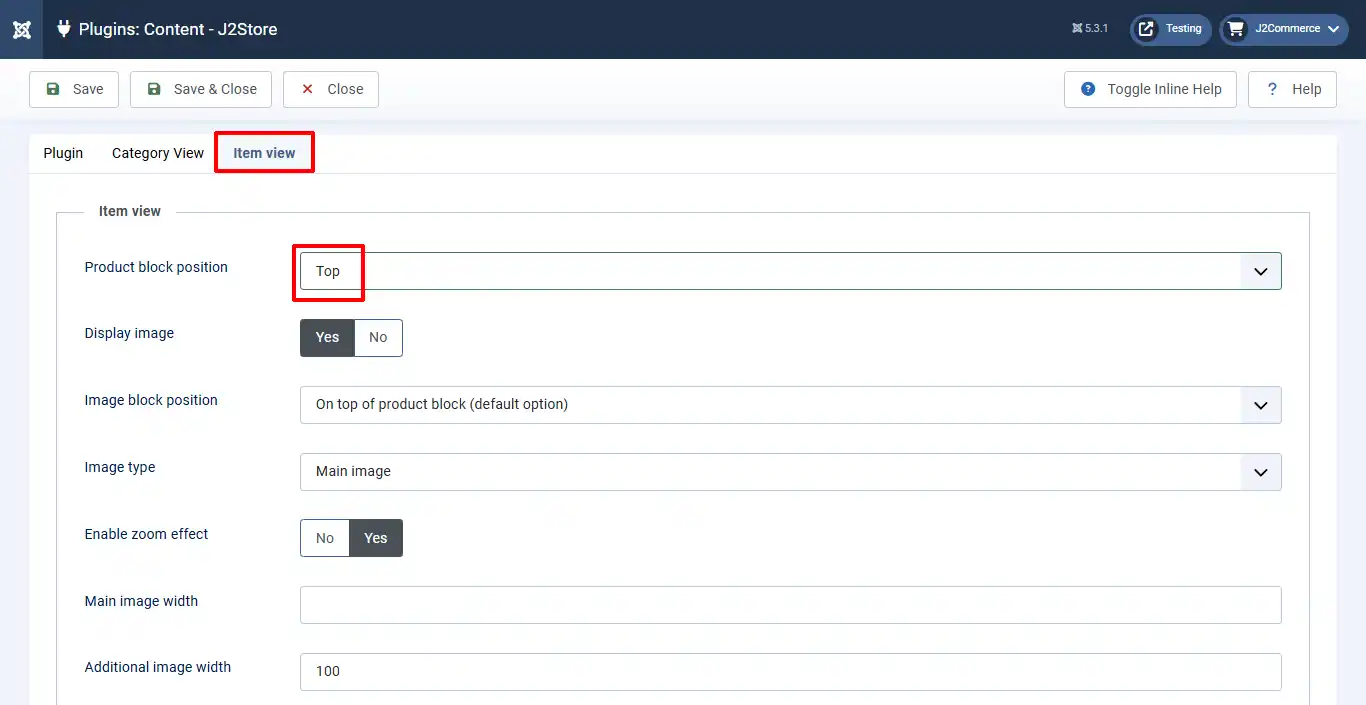 Plugins: Content - J2Store
5.3.1
Testing
J2Commerce
Save
Save & Close
Close
Toggle Inline Help
Help
Plugin
Category View
Item view
Item view
Product block position
Top
Display image
Yes
No
Image block position
On top of product block (default option)
Image type
Main image
Enable zoom effect
No
Yes
Main image width
Additional image width
100